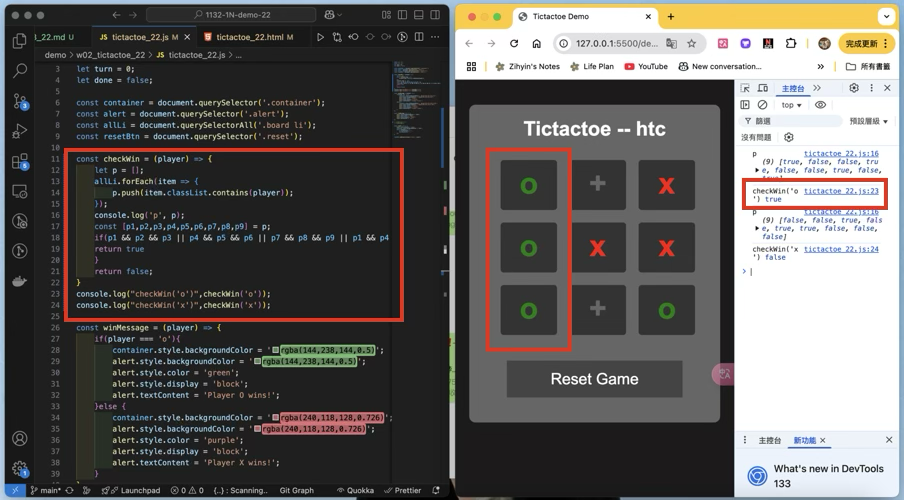 1132-1N-demo-22
i_22.md U
tictactoe_22.js M
tictactoe_22.html M
demo > w02_tictactoe_22 > tictactoe_22.js > ...
3 let turn = 0;
4 let done = false;
5
6 const container = document.querySelector('.container');
7 const alert = document.querySelector('.alert');
8 const allLi = document.querySelectorAll('.board li');
9 const resetBtn = document.querySelector('.reset');
10
11 const checkWin = (player) => {
12 let p = [];
13 allLi.forEach(item => {
14 p.push(item.classList.contains(player));
15 });
16 console.log('p', p);
17 const [p1,p2,p3,p4,p5,p6,p7,p8,p9] = p;
18 if(p1 && p2 && p3 || p4 && p5 && p6 || p7 && p8 && p9 || p1 && p4
19 return true
20 }
21 return false;
22 }
23 console.log("checkWin('o')",checkWin('o'));
24 console.log("checkWin('x')",checkWin('x'));
25
26 const winMessage = (player) => {
27 if(player === 'o'){
28 container.style.backgroundColor = 'rgba(144,238,144,0.5)';
29 alert.style.backgroundColor = 'rgba(144,238,144,0.5)';
30 alert.style.color = 'green';
31 alert.style.display = 'block';
32 alert.textContent = 'Player O wins!';
33 }else {
34 container.style.backgroundColor = 'rgba(240,118,128,0.726)';
35 alert.style.backgroundColor = 'rgba(240,118,128,0.726)';
36 alert.style.color = 'purple';
37 alert.style.display = 'block';
38 alert.textContent = 'Player X wins!';
39 }
main*
Launchpad
0 0
{..} : Scanning..
Git Graph
Quokka
Prettier
Tictactoe Demo
127.0.0.1:5500/de...
完成更新
Zihyin's Notes
Life Plan
YouTube
New conversation...
所有書籤
Tictactoe -- htc
O + X
O X X
O + O
Reset Game
主控台
top
篩選
預設層級
沒有問題
p tictactoe_22.js:16
(9) [true, false, false, tru
e, false, false, true, false,
checkWin('o tictactoe_22.js:23
') true
p tictactoe_22.js:16
(9) [false, false, true, fals
e, true, true, false, false,
false]
checkWin('x tictactoe_22.js:24
') false
主控台
新功能
What's new in DevTools
133